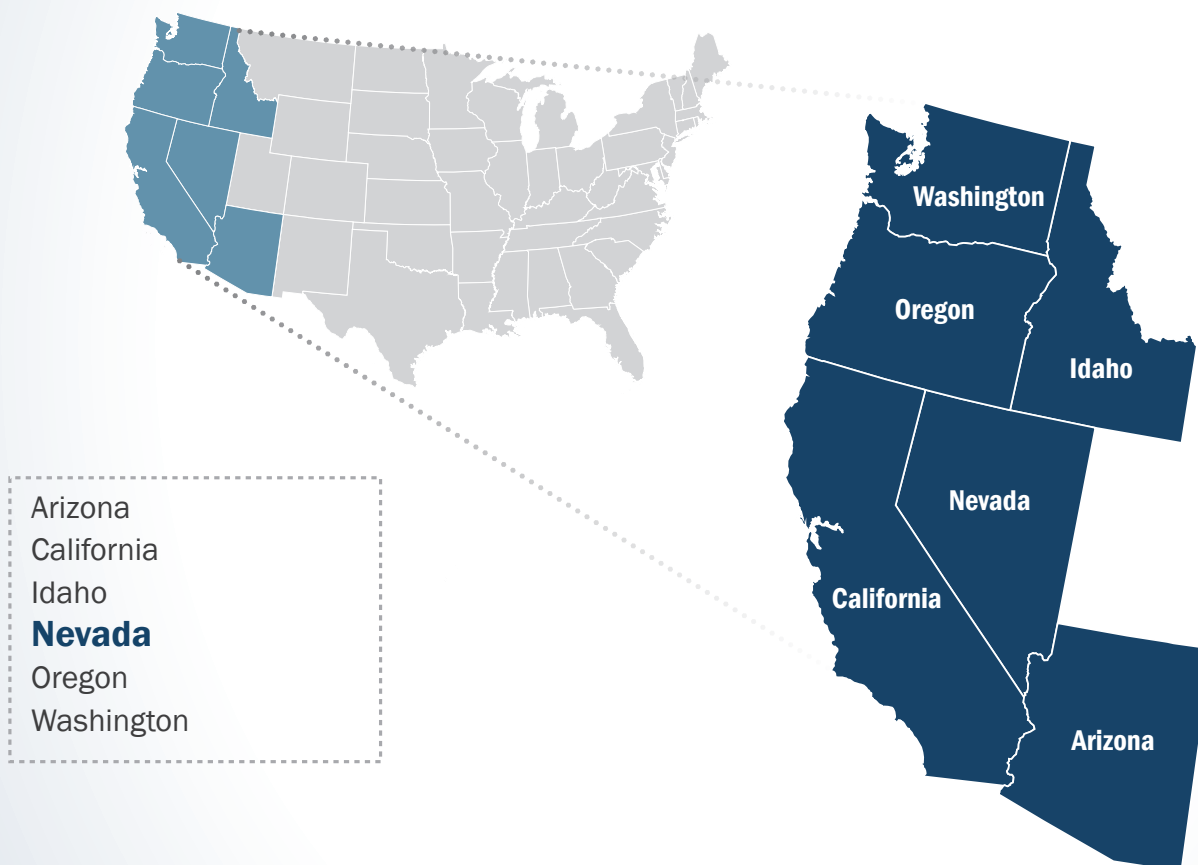 Washington
Oregon
Idaho
Nevada
California
Arizona
Arizona
California
Idaho
Nevada
Oregon
Washington